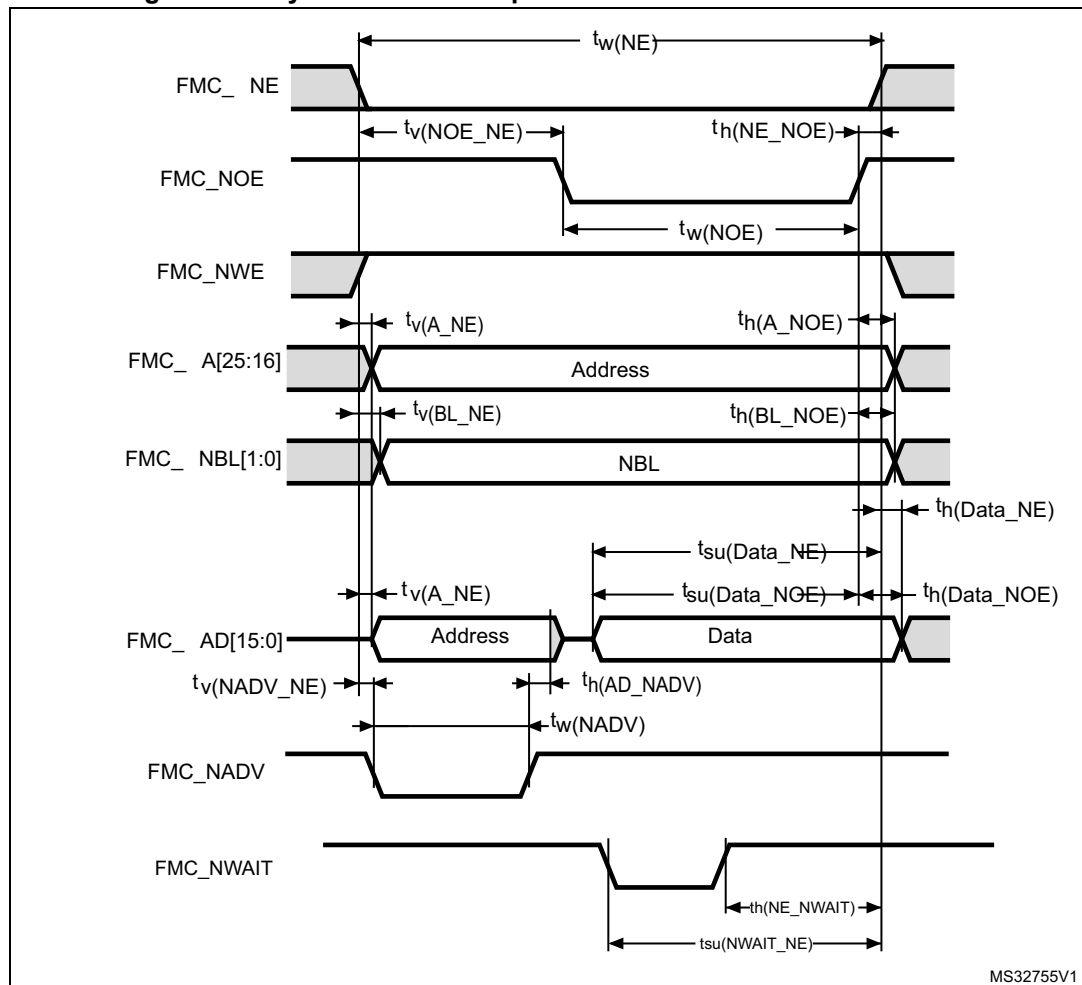 tw(NE)
FMC_ NE
tv(NOE_NE)
th(NE_NOE)
FMC_NOE
tw(NOE)
FMC_NWE
tv(A_NE)
th(A_NOE)
FMC_ A[25:16]
Address
tv(BL_NE)
th(BL_NOE)
FMC_ NBL[1:0]
NBL
th(Data_NE)
tsu(Data_NE)
tv(A_NE)
tsu(Data_NOE)
th(Data_NOE)
FMC_ AD[15:0]
Address
Data
tv(NADV_NE)
th(AD_NADV)
tw(NADV)
FMC_NADV
FMC_NWAIT
th(NE_NWAIT)
tsu(NWAIT_NE)
MS32755V1